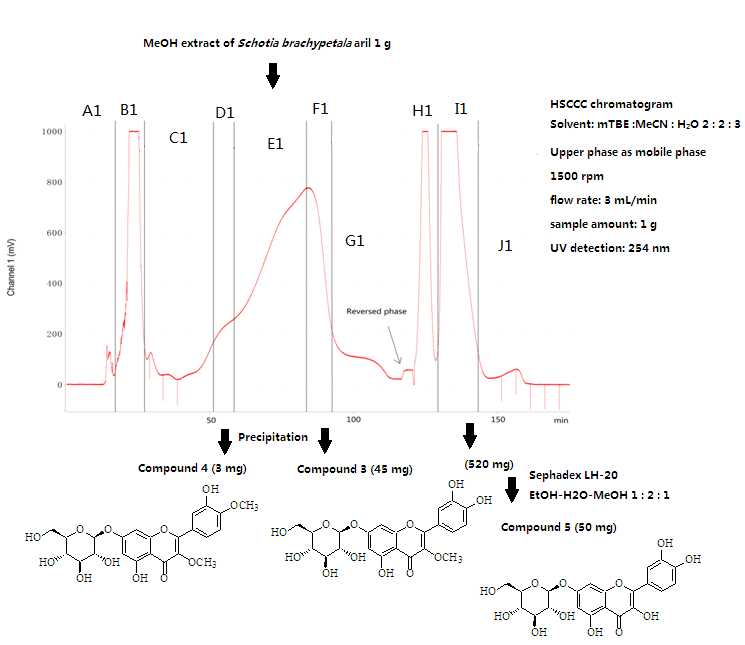 MeOH extract of Schotia brachypetala aril 1 g
A1
B1
C1
D1
E1
F1
G1
H1
I1
J1
HSCCC chromatogram
Solvent: mTBE :MeCN : H₂O 2 : 2 : 3
Upper phase as mobile phase
1500 rpm
flow rate: 3 mL/min
sample amount: 1 g
UV detection: 254 nm
Channel 1 (mV)
1000
800
600
400
200
0
Reversed phase
50
100
150
min
Precipitation
Compound 4 (3 mg)
Compound 3 (45 mg)
(520 mg)
Sephadex LH-20
EtOH-H2O-MeOH 1 : 2 : 1
Compound 5 (50 mg)
OH
OCH₃
HO
O
O
O
HO
OH
OH
OH
O
OCH₃
OH
OH
HO
O
O
O
HO
OH
OH
OH
O
OCH₃
OH
OH
HO
O
O
O
HO
OH
OH
OH
O
OH